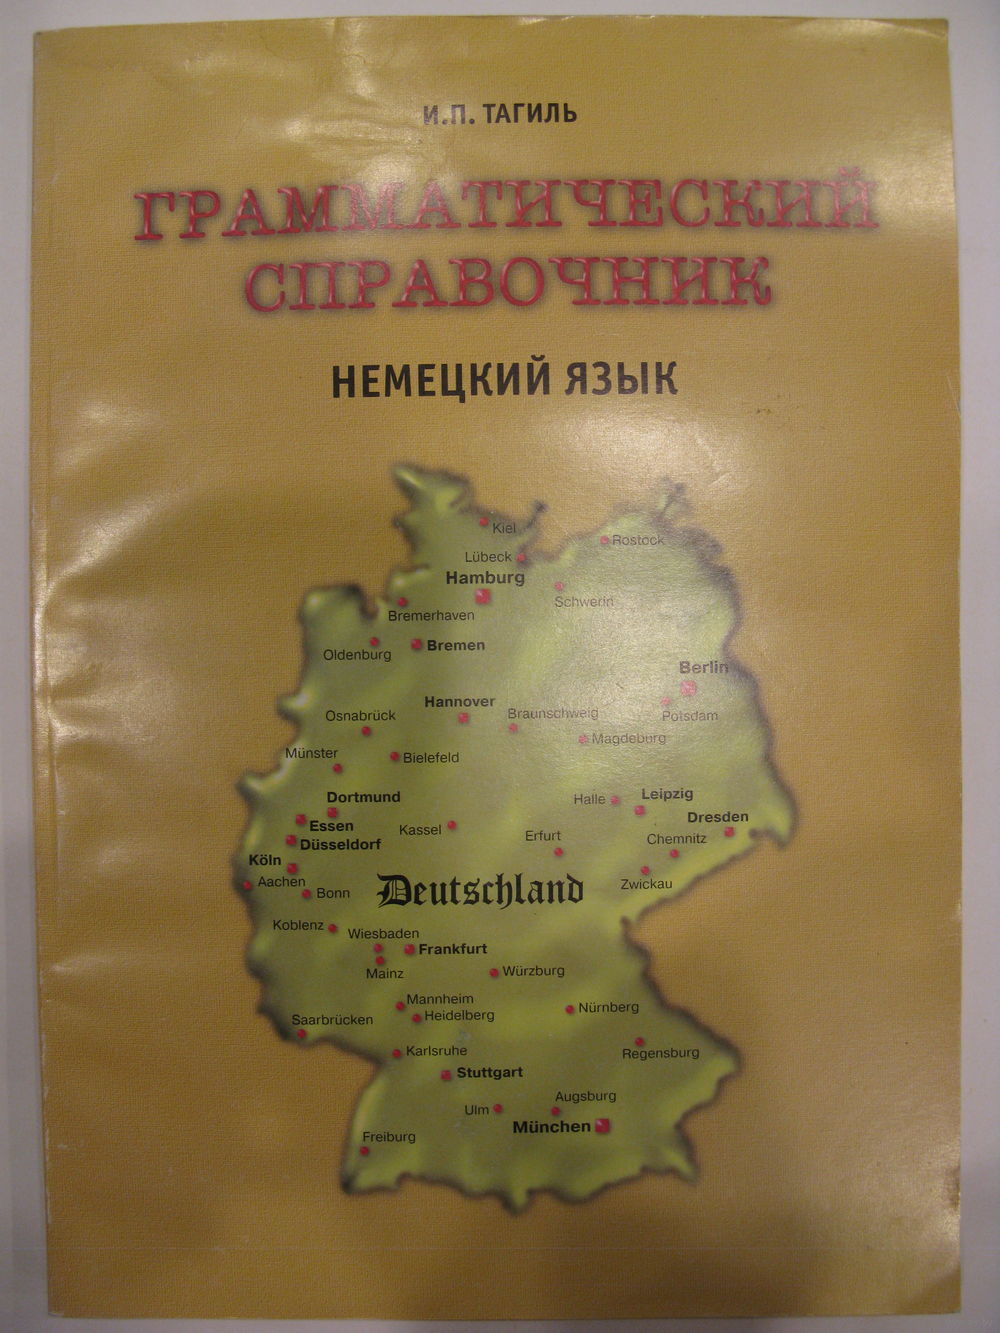 И.П. ТАГИЛЬ
ГРАММАТИЧЕСКИЙ
СПРАВОЧНИК
НЕМЕЦКИЙ ЯЗЫК
Kiel
Rostock
Lübeck
Hamburg
Schwerin
Bremerhaven
Bremen
Oldenburg
Berlin
Hannover
Potsdam
Osnabrück
Braunschweig
Magdeburg
Münster
Bielefeld
Dortmund
Halle
Leipzig
Essen
Kassel
Dresden
Düsseldorf
Erfurt
Chemnitz
Köln
Aachen
Bonn
Deutschland
Zwickau
Koblenz
Wiesbaden
Frankfurt
Mainz
Würzburg
Mannheim
Heidelberg
Nürnberg
Saarbrücken
Karlsruhe
Regensburg
Stuttgart
Augsburg
Ulm
München
Freiburg